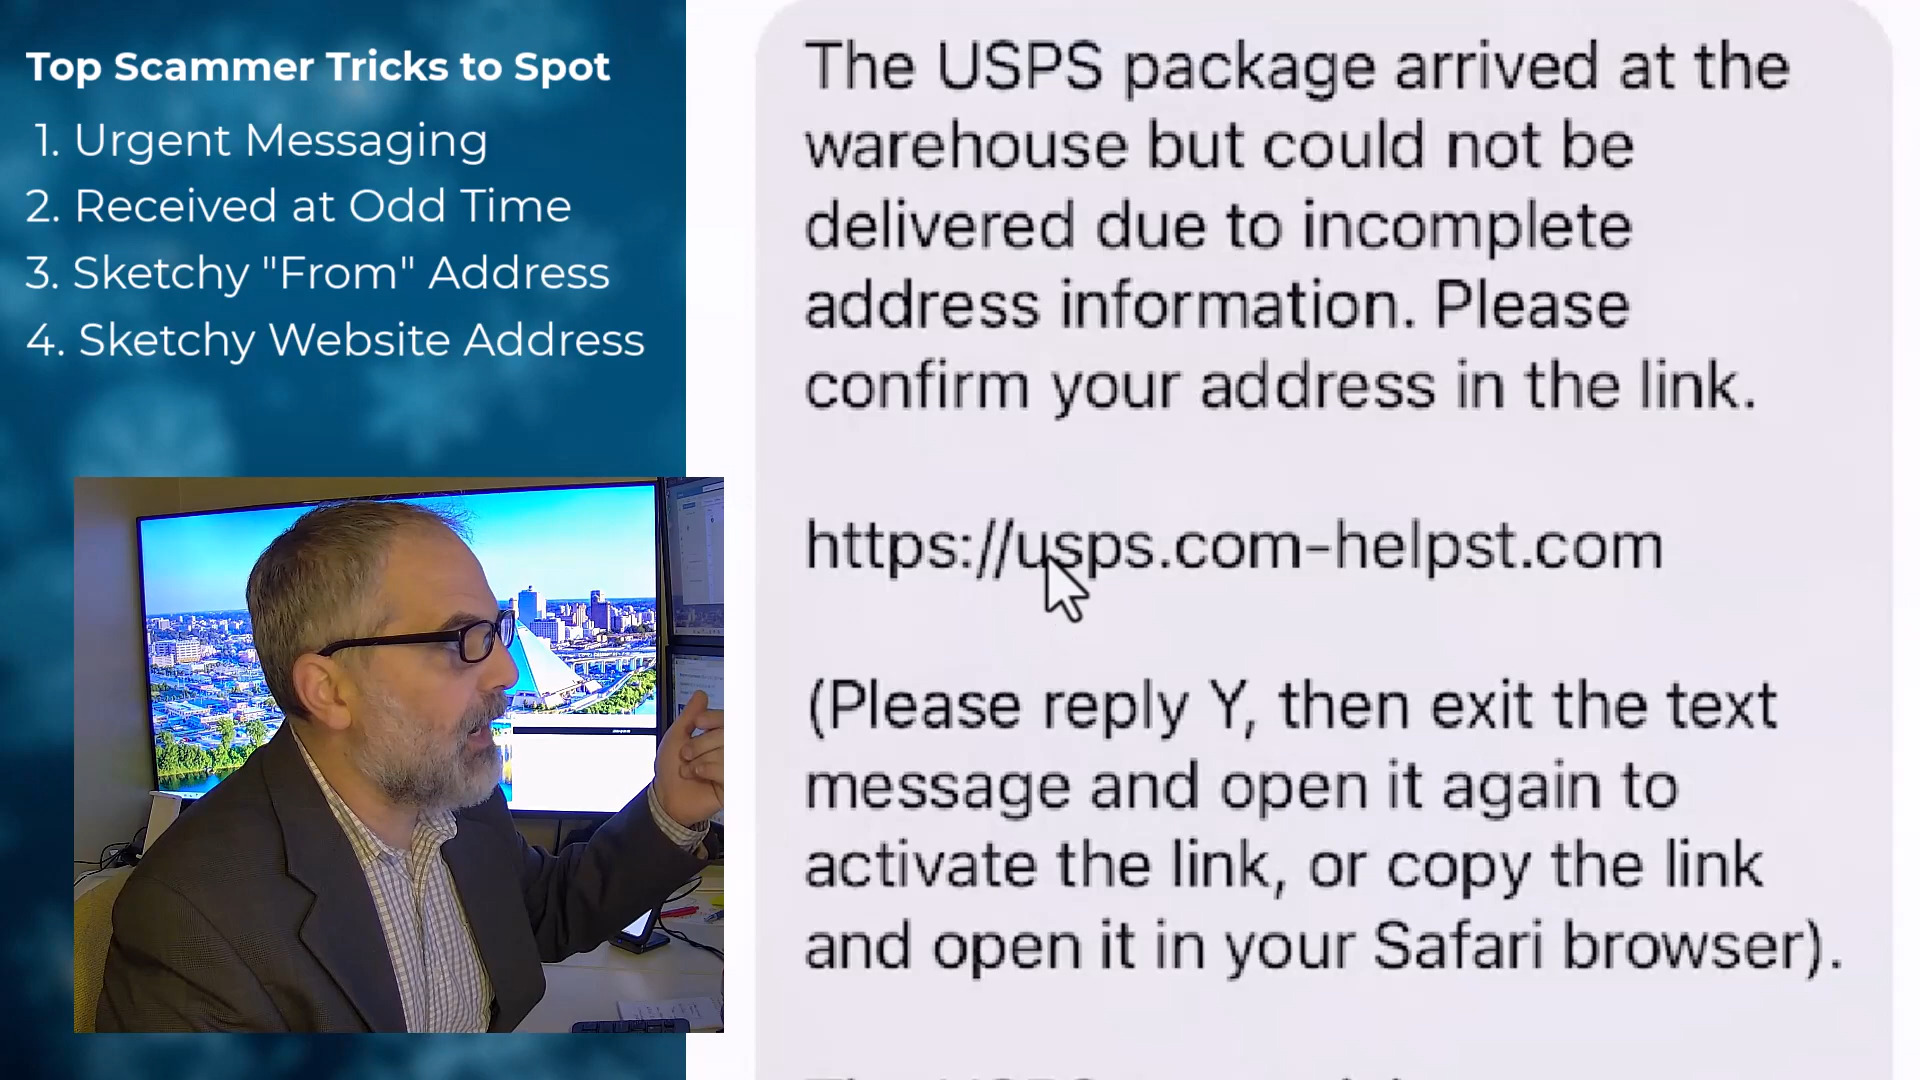 Top Scammer Tricks to Spot
1. Urgent Messaging
2. Received at Odd Time
3. Sketchy "From" Address
4. Sketchy Website Address
The USPS package arrived at the
warehouse but could not be
delivered due to incomplete
address information. Please
confirm your address in the link.
https://usps.com-helpst.com
(Please reply Y, then exit the text
message and open it again to
activate the link, or copy the link
and open it in your Safari browser).